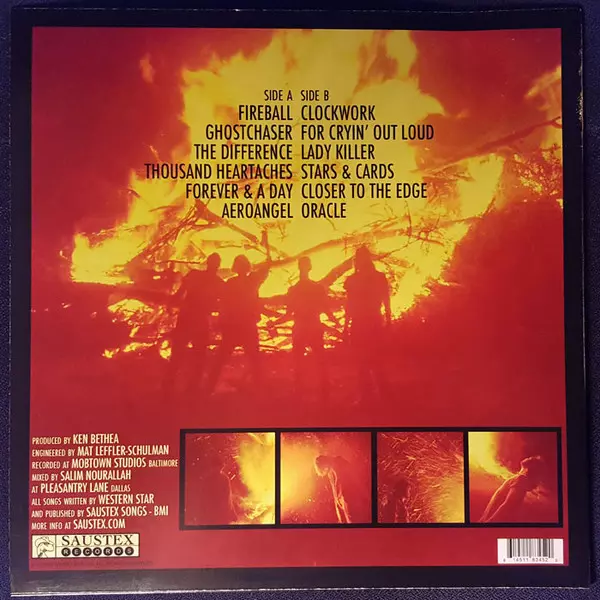 SIDE A SIDE B
FIREBALL CLOCKWORK
GHOSTCHASER FOR CRYIN' OUT LOUD
THE DIFFERENCE LADY KILLER
THOUSAND HEARTACHES STARS & CARDS
FOREVER & A DAY CLOSER TO THE EDGE
AEROANGEL ORACLE
PRODUCED BY KEN BETHEA
ENGINEERED BY MAT LEFFLER-SCHULMAN
RECORDED AT MOBTOWN STUDIOS BALTIMORE
MIXED BY SALIM NOURALLAH
AT PLEASANTRY LANE DALLAS
ALL SONGS WRITTEN BY WESTERN STAR
AND PUBLISHED BY SAUSTEX SONGS - BMI
MORE INFO AT SAUSTEX.COM
SAUSTEX
RECORDS